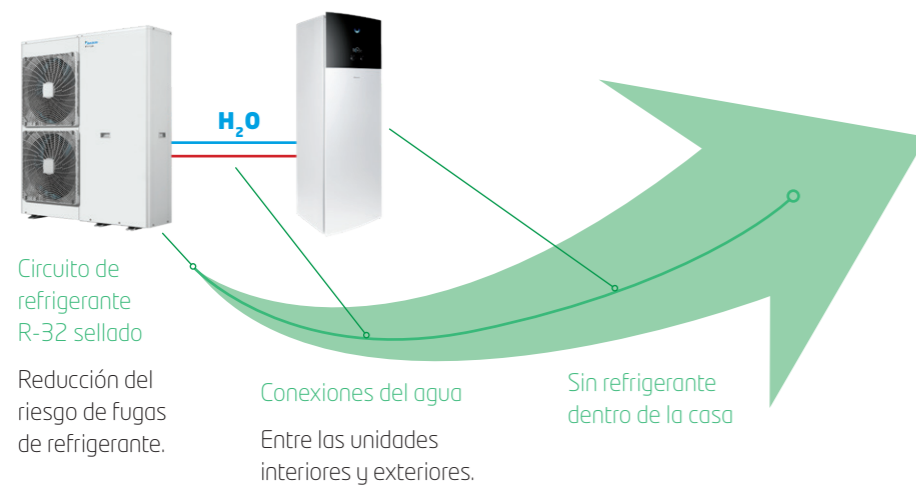 H₂O
Circuito de
refrigerante
R-32 sellado
Reducción del
riesgo de fugas
de refrigerante.
Conexiones del agua
Entre las unidades
interiores y exteriores.
Sin refrigerante
dentro de la casa